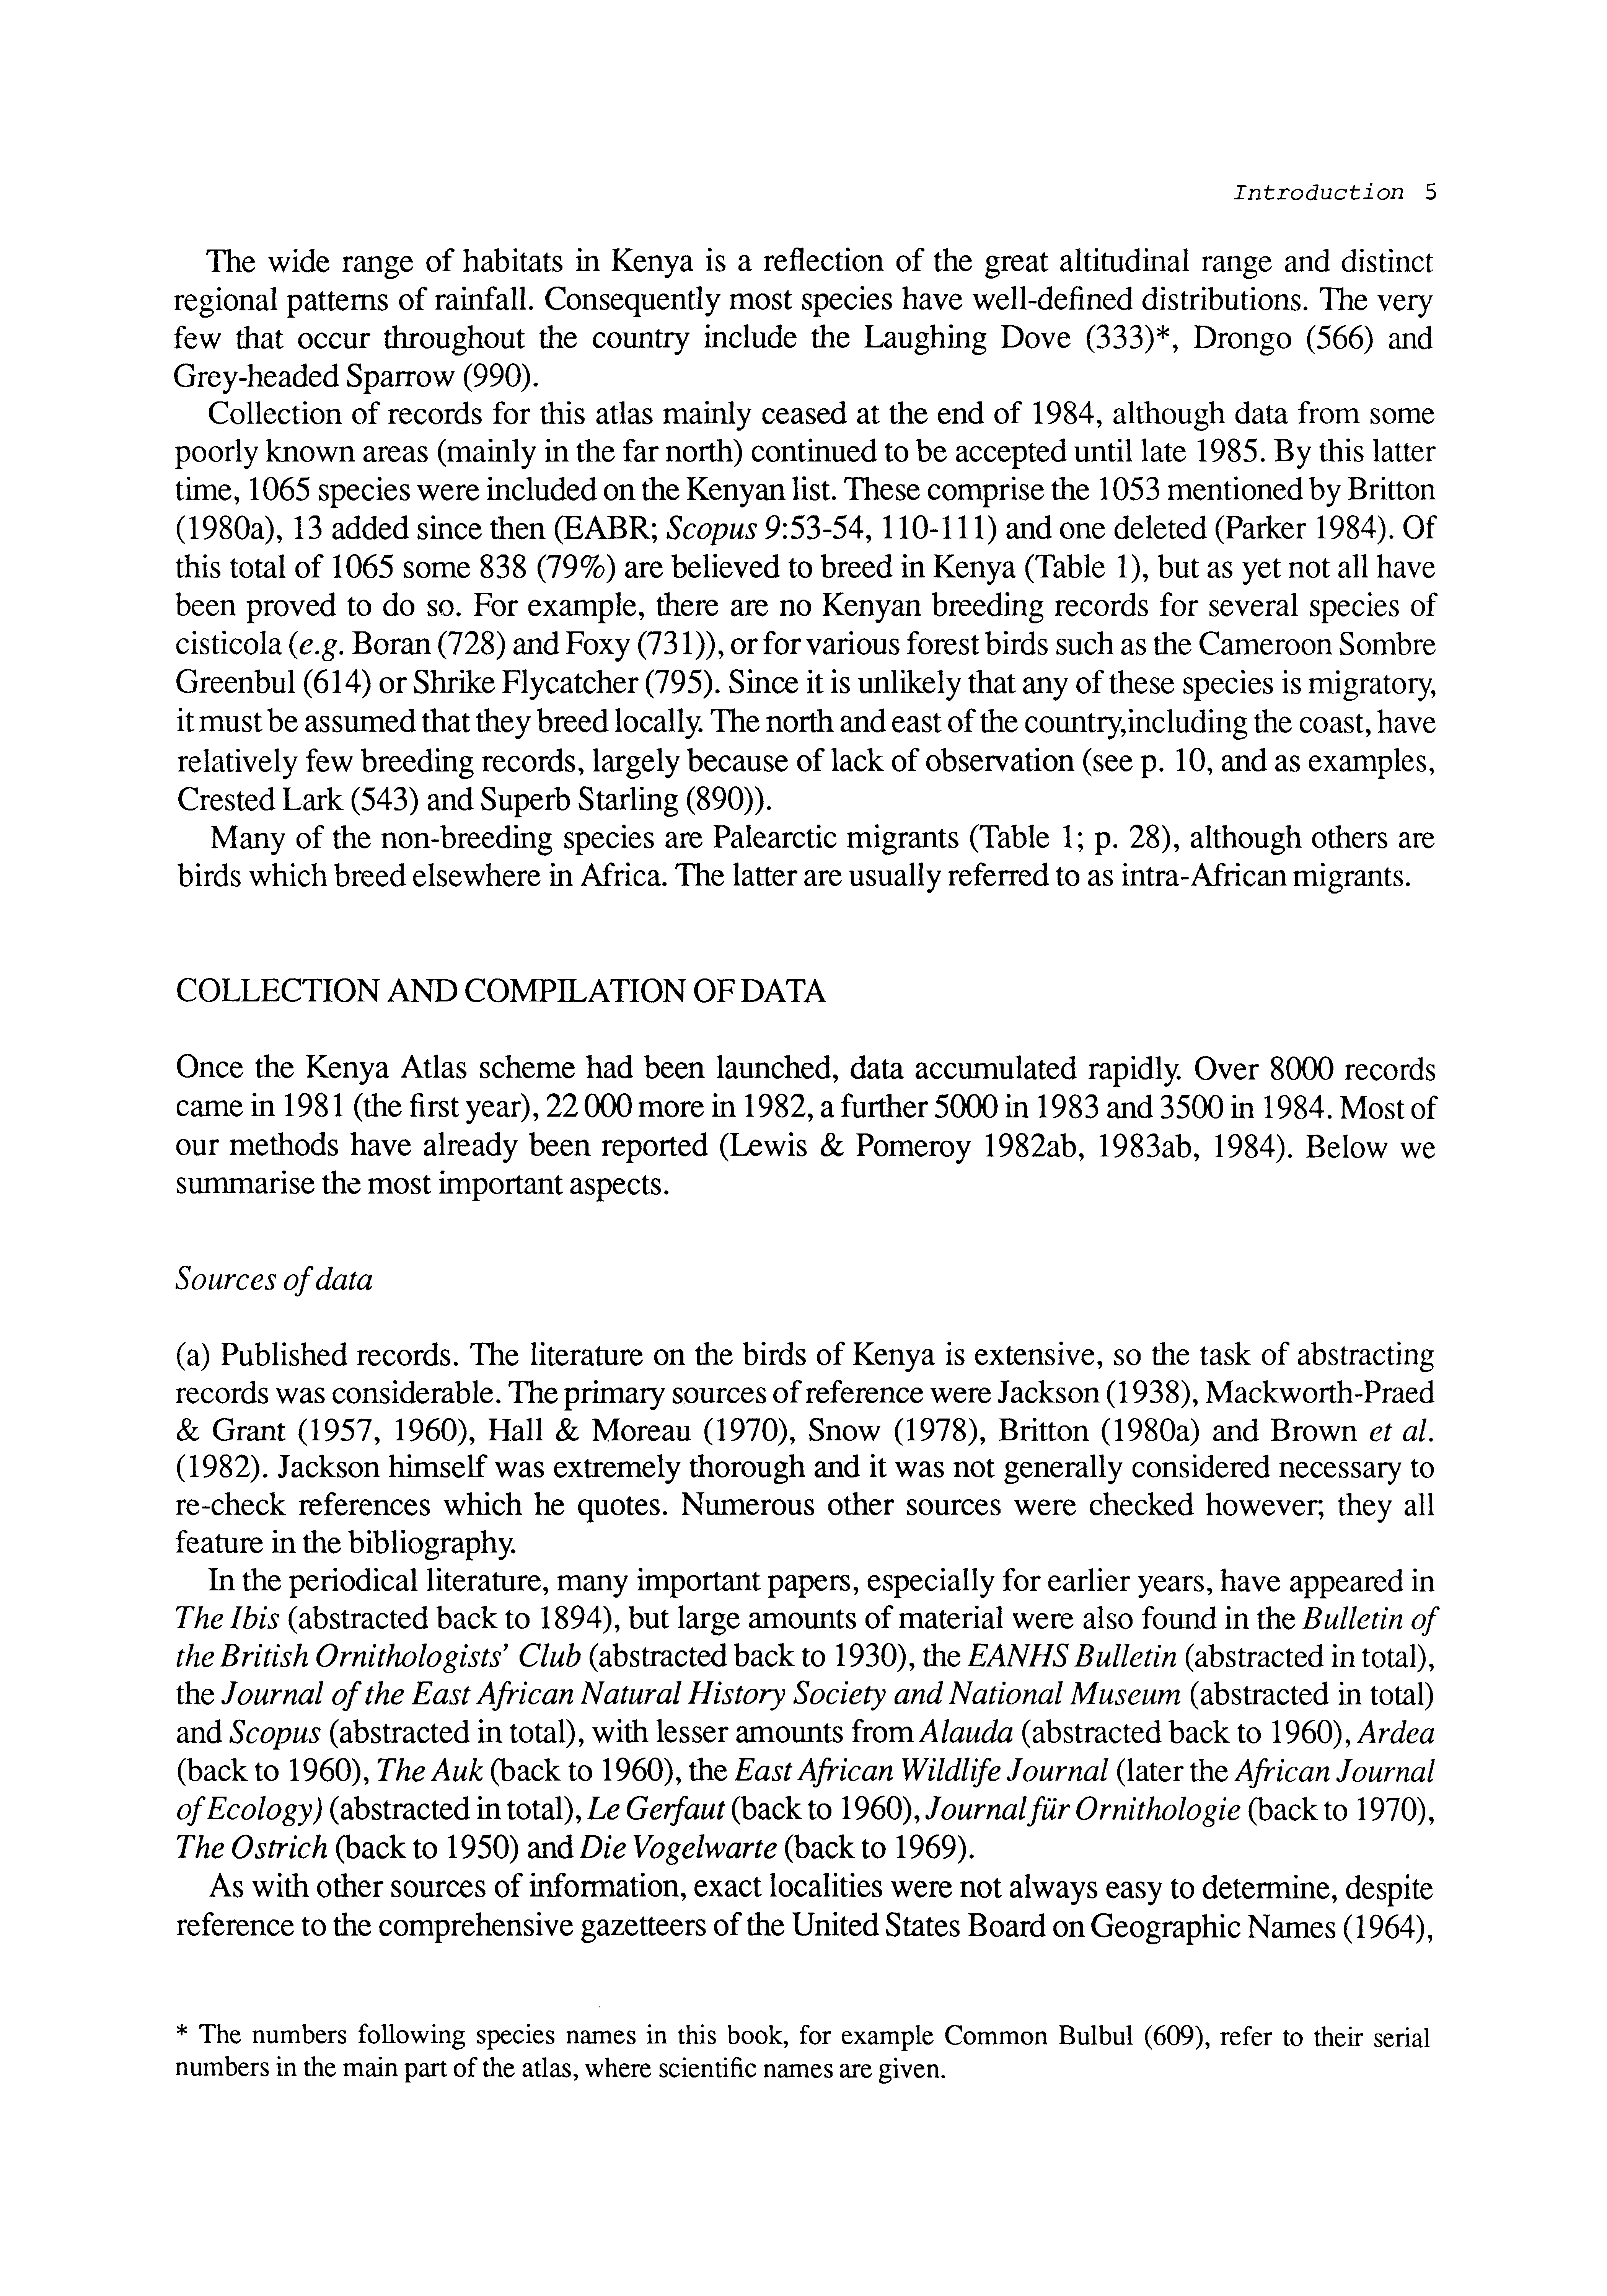 Introduction 5
The wide range of habitats in Kenya is a reflection of the great altitudinal range and distinct
regional patterns of rainfall. Consequently most species have well-defined distributions. The very
few that occur throughout the country include the Laughing Dove (333)*, Drongo (566) and
Grey-headed Sparrow (990).
Collection of records for this atlas mainly ceased at the end of 1984, although data from some
poorly known areas (mainly in the far north) continued to be accepted until late 1985. By this latter
time, 1065 species were included on the Kenyan list. These comprise the 1053 mentioned by Britton
(1980a), 13 added since then (EABR; Scopus 9:53-54, 110-111) and one deleted (Parker 1984). Of
this total of 1065 some 838 (79%) are believed to breed in Kenya (Table 1), but as yet not all have
been proved to do so. For example, there are no Kenyan breeding records for several species of
cisticola (e.g. Boran (728) and Foxy (731)), or for various forest birds such as the Cameroon Sombre
Greenbul (614) or Shrike Flycatcher (795). Since it is unlikely that any of these species is migratory,
it must be assumed that they breed locally. The north and east of the country,including the coast, have
relatively few breeding records, largely because of lack of observation (see p. 10, and as examples,
Crested Lark (543) and Superb Starling (890)).
Many of the non-breeding species are Palearctic migrants (Table 1; p. 28), although others are
birds which breed elsewhere in Africa. The latter are usually referred to as intra-African migrants.
COLLECTION AND COMPILATION OF DATA
Once the Kenya Atlas scheme had been launched, data accumulated rapidly. Over 8000 records
came in 1981 (the first year), 22 000 more in 1982, a further 5000 in 1983 and 3500 in 1984. Most of
our methods have already been reported (Lewis & Pomeroy 1982ab, 1983ab, 1984). Below we
summarise the most important aspects.
Sources of data
(a) Published records. The literature on the birds of Kenya is extensive, so the task of abstracting
records was considerable. The primary sources of reference were Jackson (1938), Mackworth-Praed
& Grant (1957, 1960), Hall & Moreau (1970), Snow (1978), Britton (1980a) and Brown et al.
(1982). Jackson himself was extremely thorough and it was not generally considered necessary to
re-check references which he quotes. Numerous other sources were checked however; they all
feature in the bibliography.
In the periodical literature, many important papers, especially for earlier years, have appeared in
The Ibis (abstracted back to 1894), but large amounts of material were also found in the Bulletin of
the British Ornithologists' Club (abstracted back to 1930), the EANHS Bulletin (abstracted in total),
the Journal of the East African Natural History Society and National Museum (abstracted in total)
and Scopus (abstracted in total), with lesser amounts from Alauda (abstracted back to 1960), Ardea
(back to 1960), The Auk (back to 1960), the East African Wildlife Journal (later the African Journal
of Ecology) (abstracted in total), Le Gerfaut (back to 1960), Journal für Ornithologie (back to 1970),
The Ostrich (back to 1950) and Die Vogelwarte (back to 1969).
As with other sources of information, exact localities were not always easy to determine, despite
reference to the comprehensive gazetteers of the United States Board on Geographic Names (1964),
* The numbers following species names in this book, for example Common Bulbul (609), refer to their serial
numbers in the main part of the atlas, where scientific names are given.